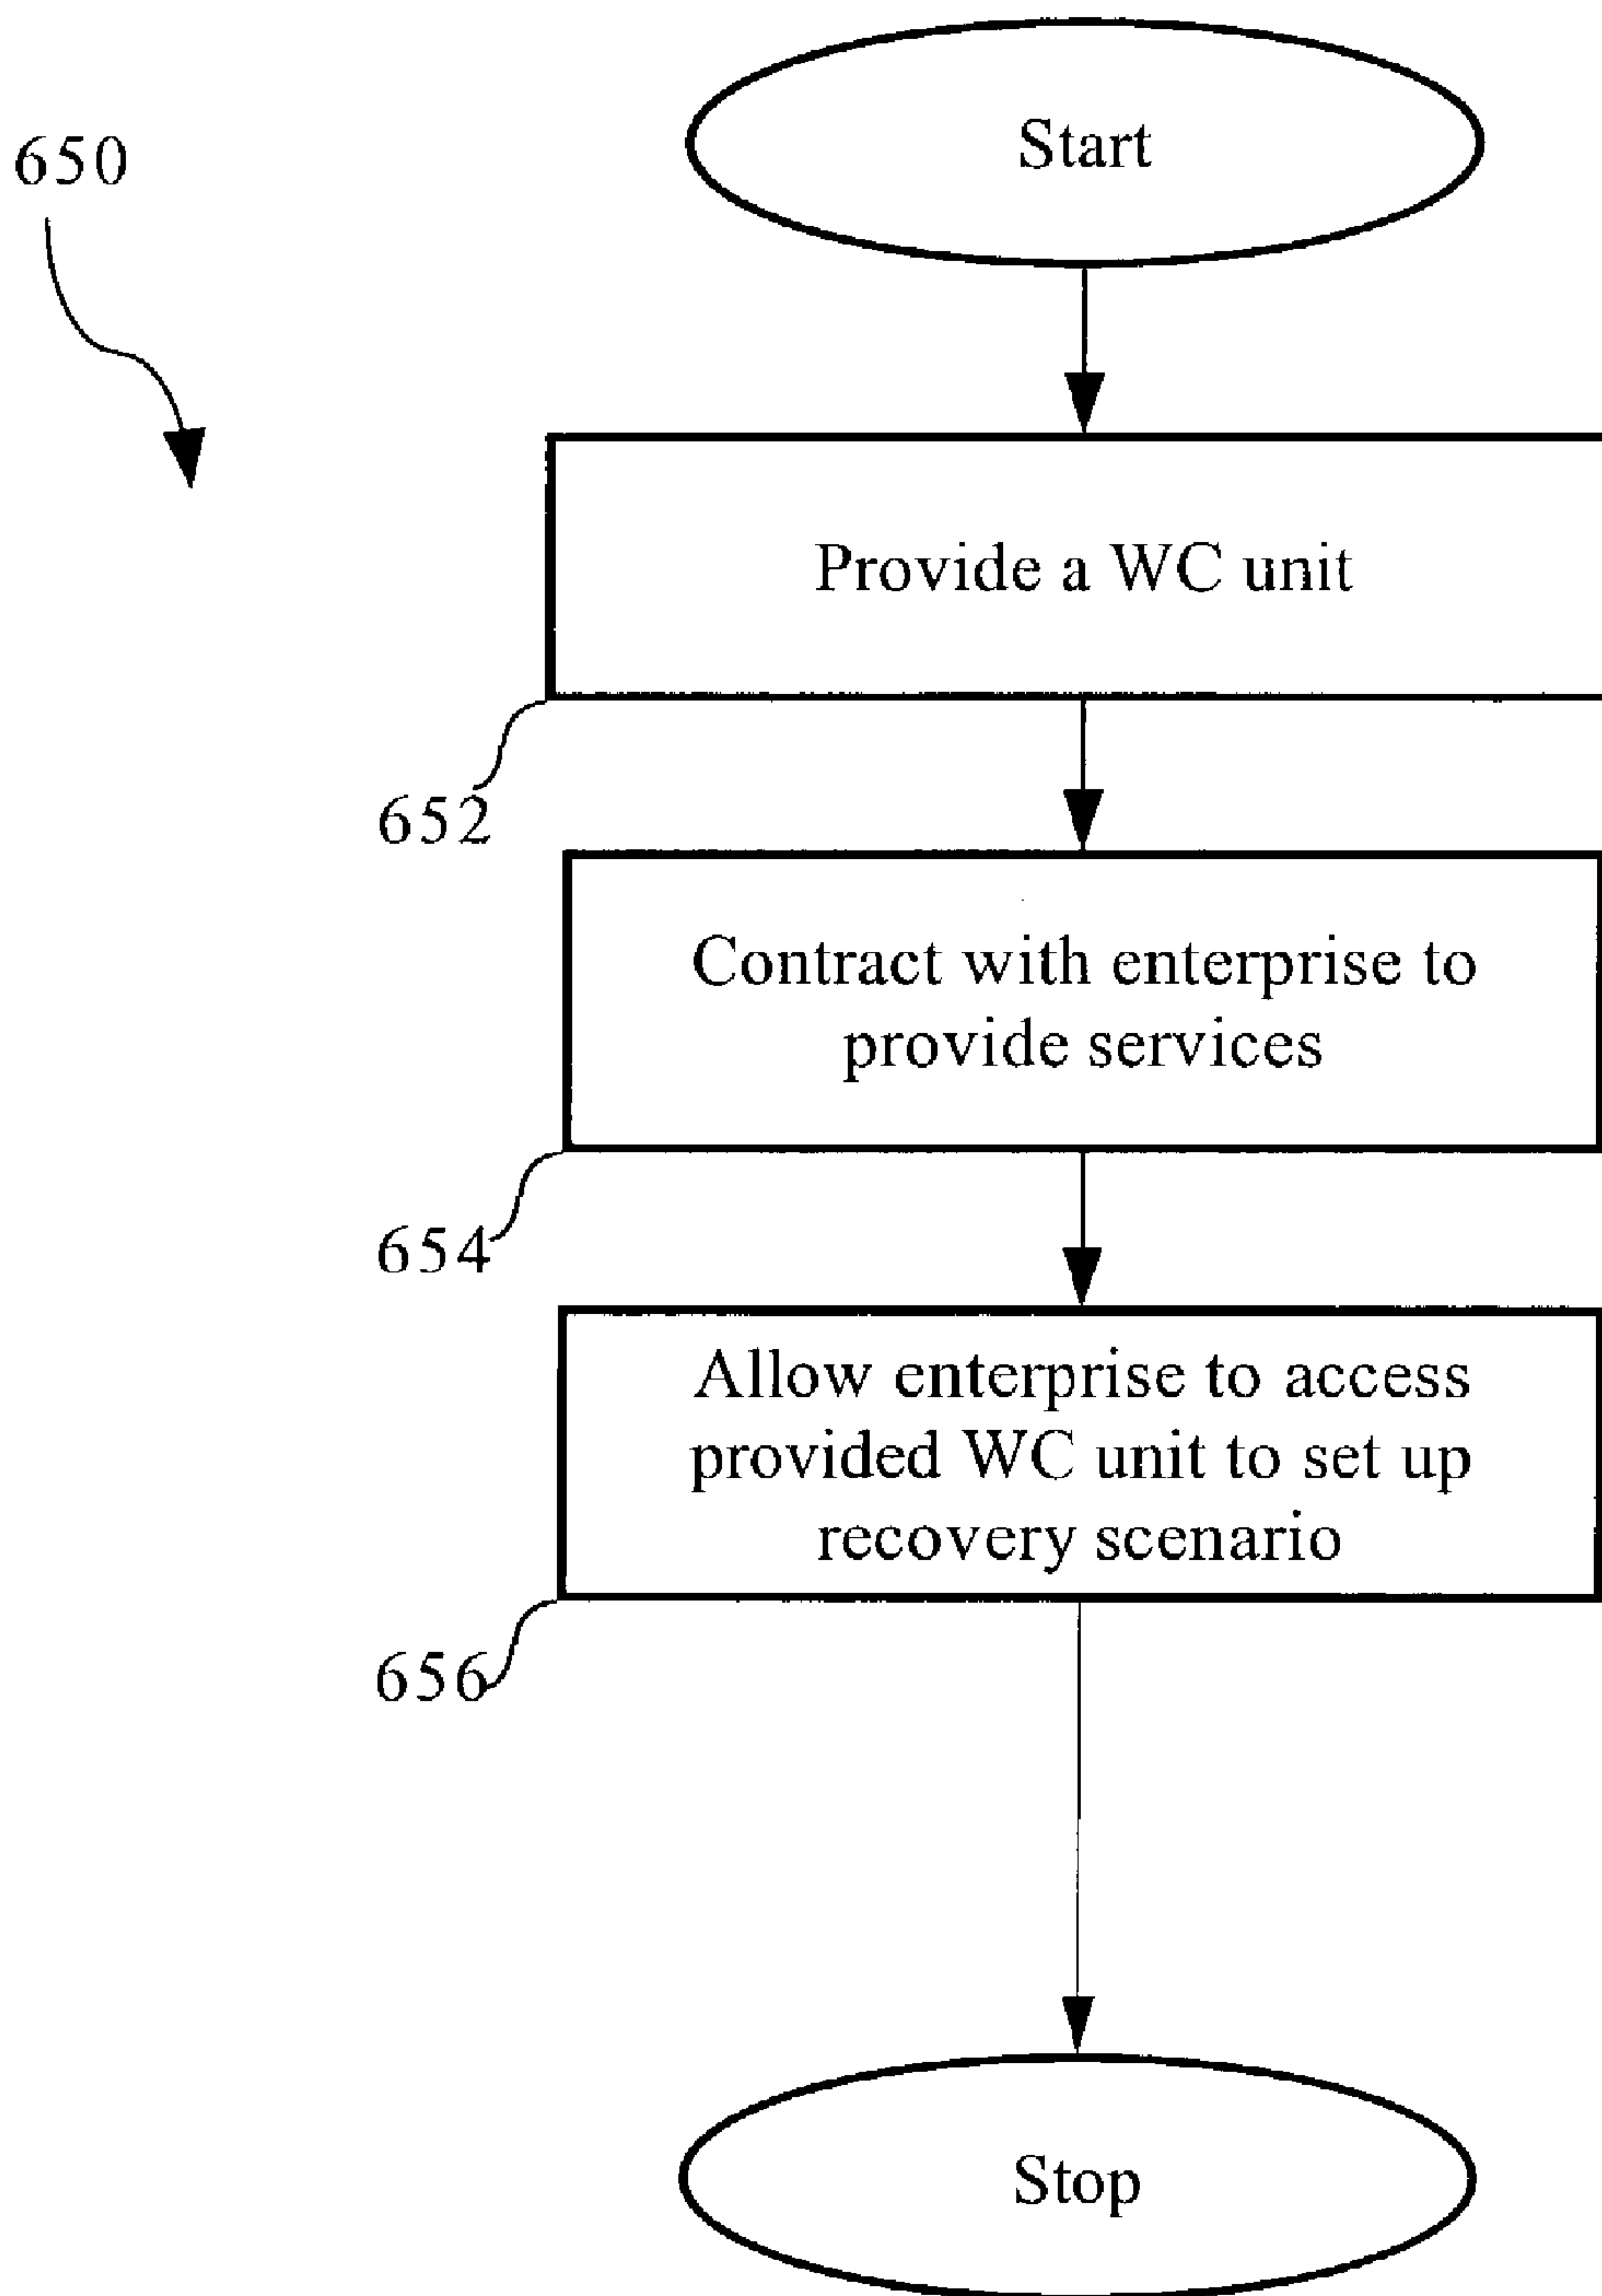 Start
650
Provide a WC unit
652
Contract with enterprise to
provide services
654
Allow enterprise to access
provided WC unit to set up
recovery scenario
656
Stop